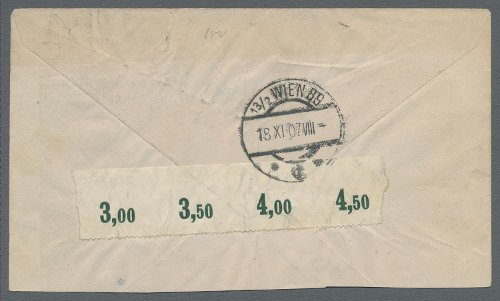 13/2 WIEN 89
18 XI 07 VIII –
* P *
3,00 3,50 4,00 4,50